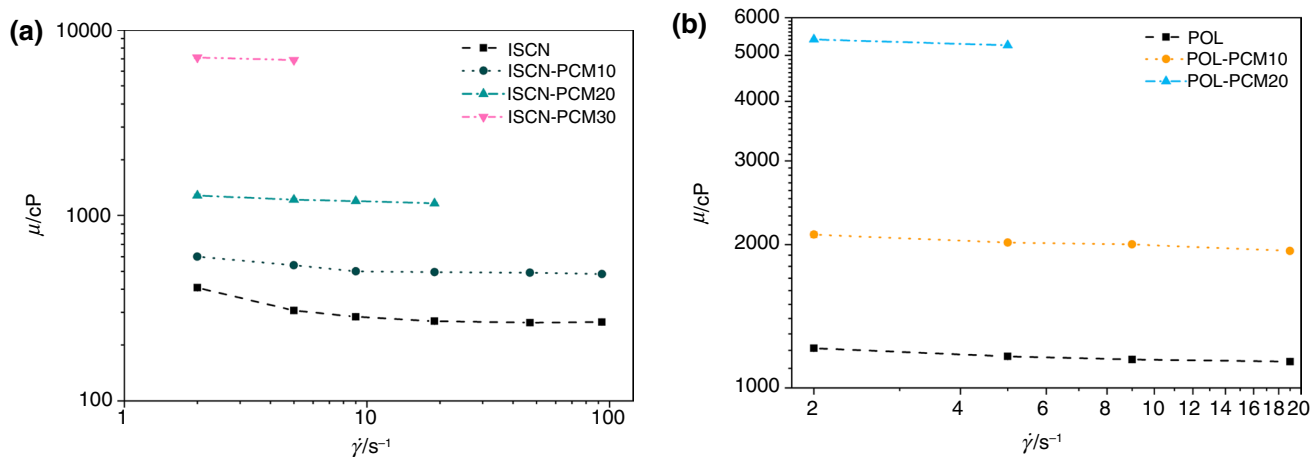 (a)
10000
1000
100
μ/cP
1
10
100
γ̇/s⁻¹
ISCN
ISCN-PCM10
ISCN-PCM20
ISCN-PCM30
(b)
6000
5000
4000
3000
2000
1000
μ/cP
2 4 6 8 10 12 14 16 18 20
γ̇/s⁻¹
POL
POL-PCM10
POL-PCM20